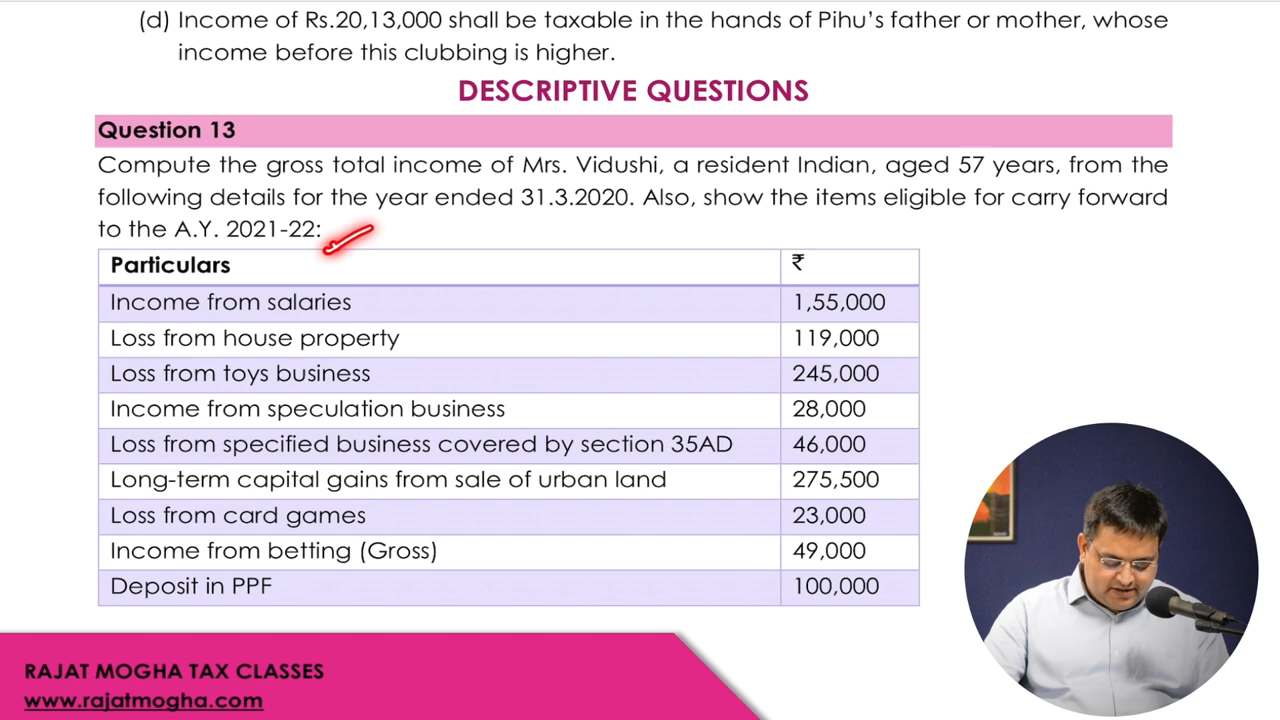 (d) Income of Rs.20,13,000 shall be taxable in the hands of Pihu's father or mother, whose
income before this clubbing is higher.
DESCRIPTIVE QUESTIONS
Question 13
Compute the gross total income of Mrs. Vidushi, a resident Indian, aged 57 years, from the
following details for the year ended 31.3.2020. Also, show the items eligible for carry forward
to the A.Y. 2021-22:
Particulars ₹
Income from salaries 1,55,000
Loss from house property 119,000
Loss from toys business 245,000
Income from speculation business 28,000
Loss from specified business covered by section 35AD 46,000
Long-term capital gains from sale of urban land 275,500
Loss from card games 23,000
Income from betting (Gross) 49,000
Deposit in PPF 100,000
RAJAT MOGHA TAX CLASSES
www.rajatmogha.com